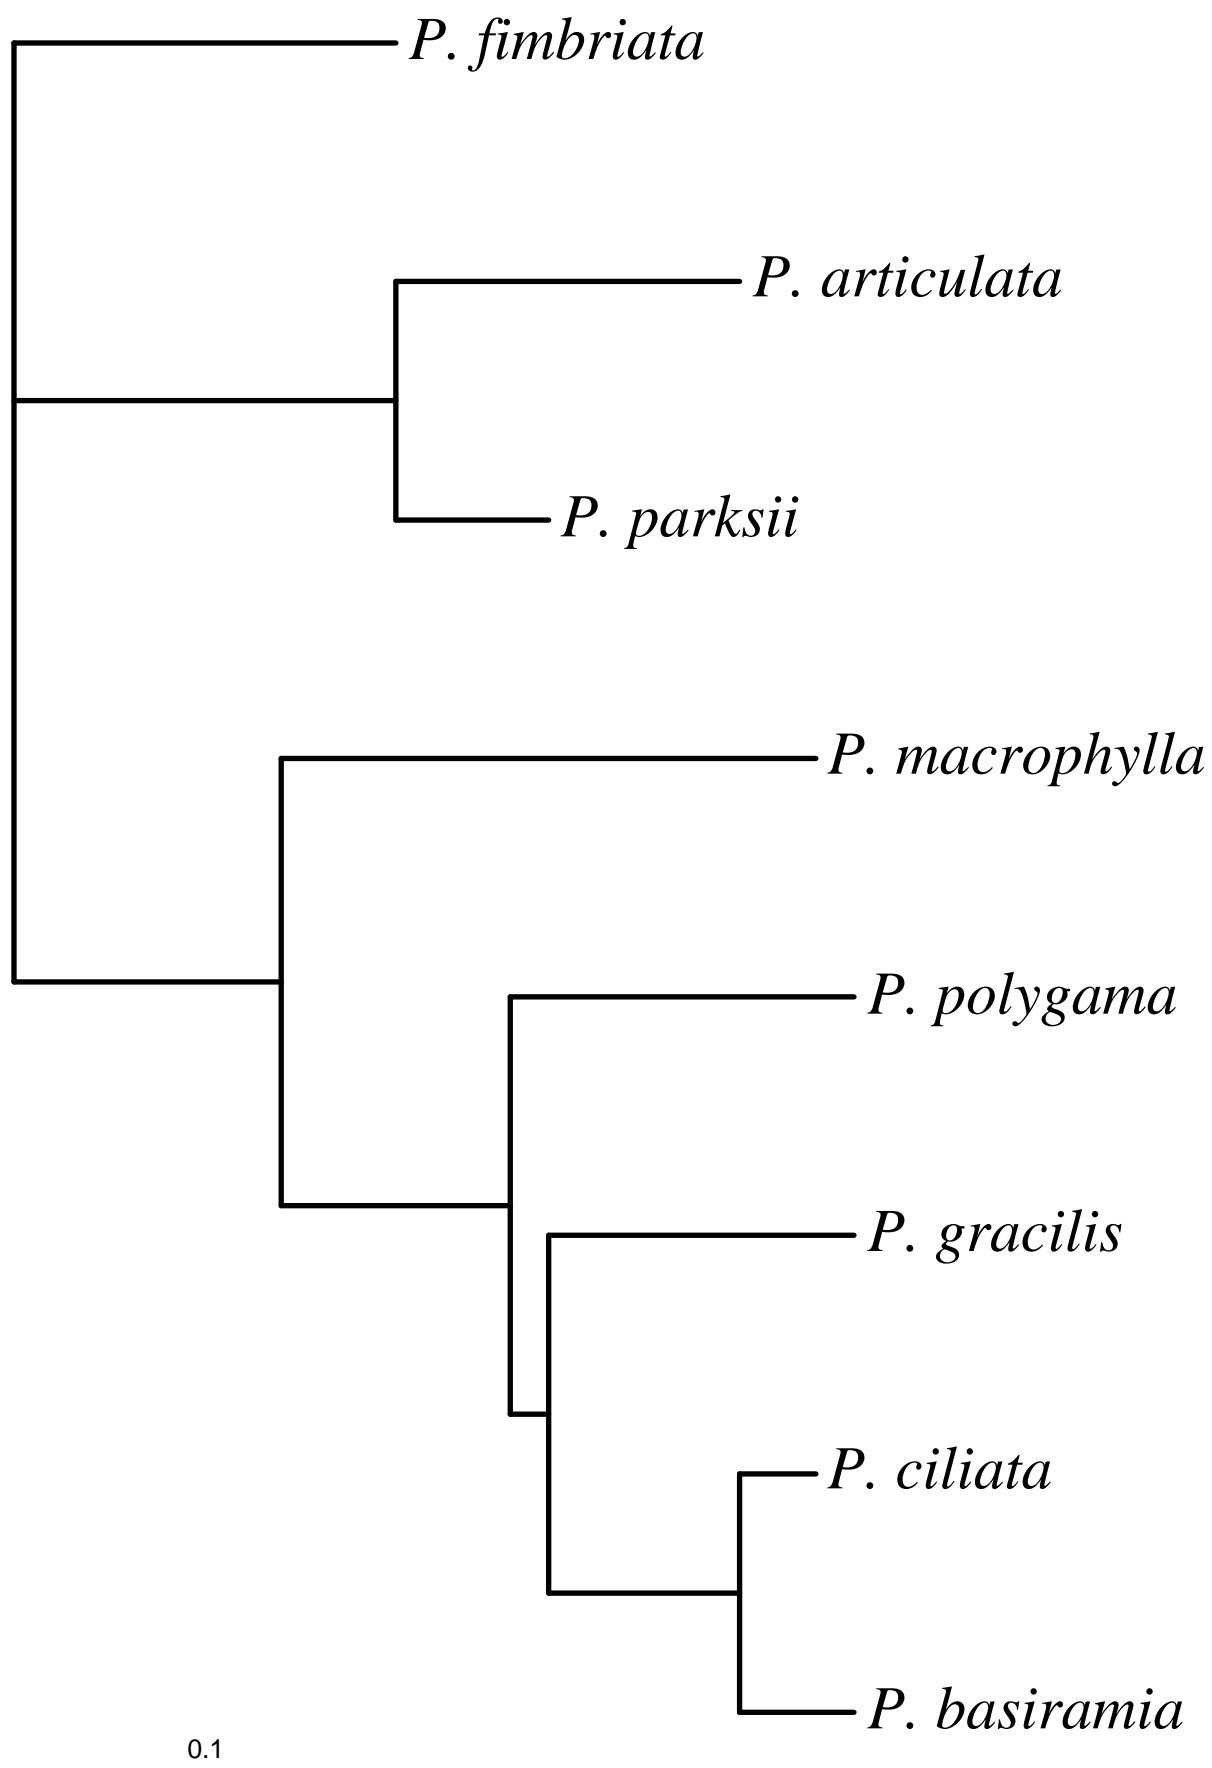 P. fimbriata
P. articulata
P. parksii
P. macrophylla
P. polygama
P. gracilis
P. ciliata
P. basiramia
0.1